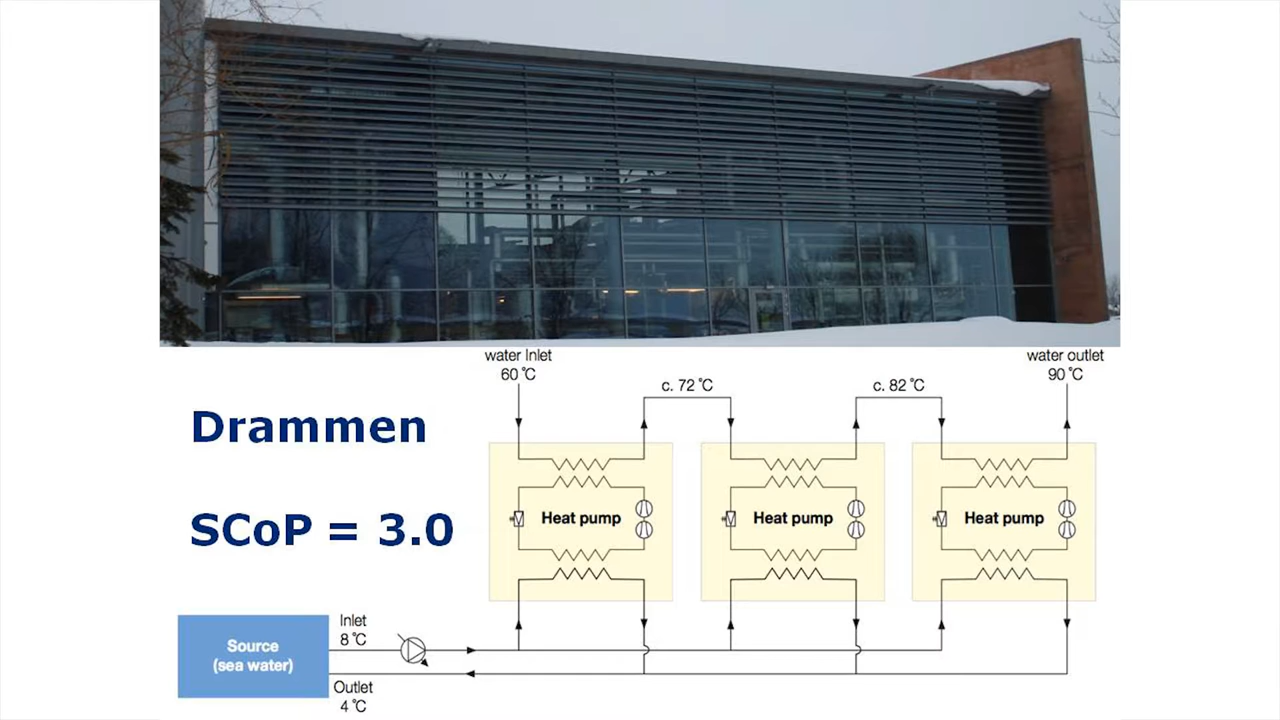 water Inlet
60 °C
c. 72 °C
c. 82 °C
water outlet
90 °C
Drammen
SCoP = 3.0
Heat pump
Heat pump
Heat pump
Source
(sea water)
Inlet
8 °C
Outlet
4 °C